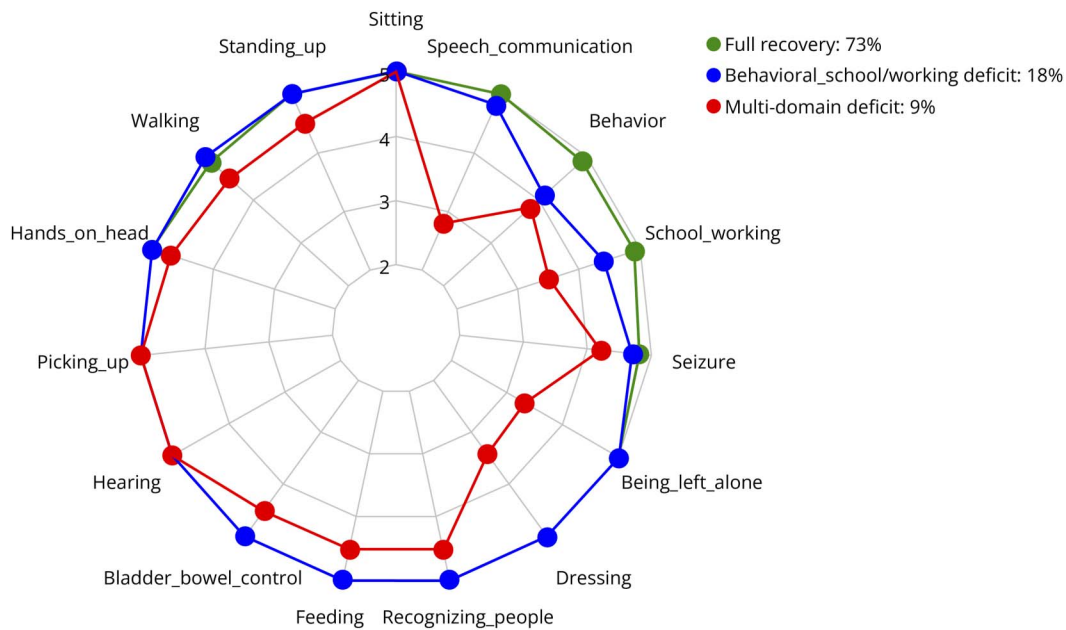 Sitting
Standing_up
Speech_communication
Full recovery: 73%
Behavioral_school/working deficit: 18%
Multi-domain deficit: 9%
Walking
Behavior
5
4
3
2
Hands_on_head
School_working
Picking_up
Seizure
Hearing
Being_left_alone
Bladder_bowel_control
Dressing
Feeding
Recognizing_people